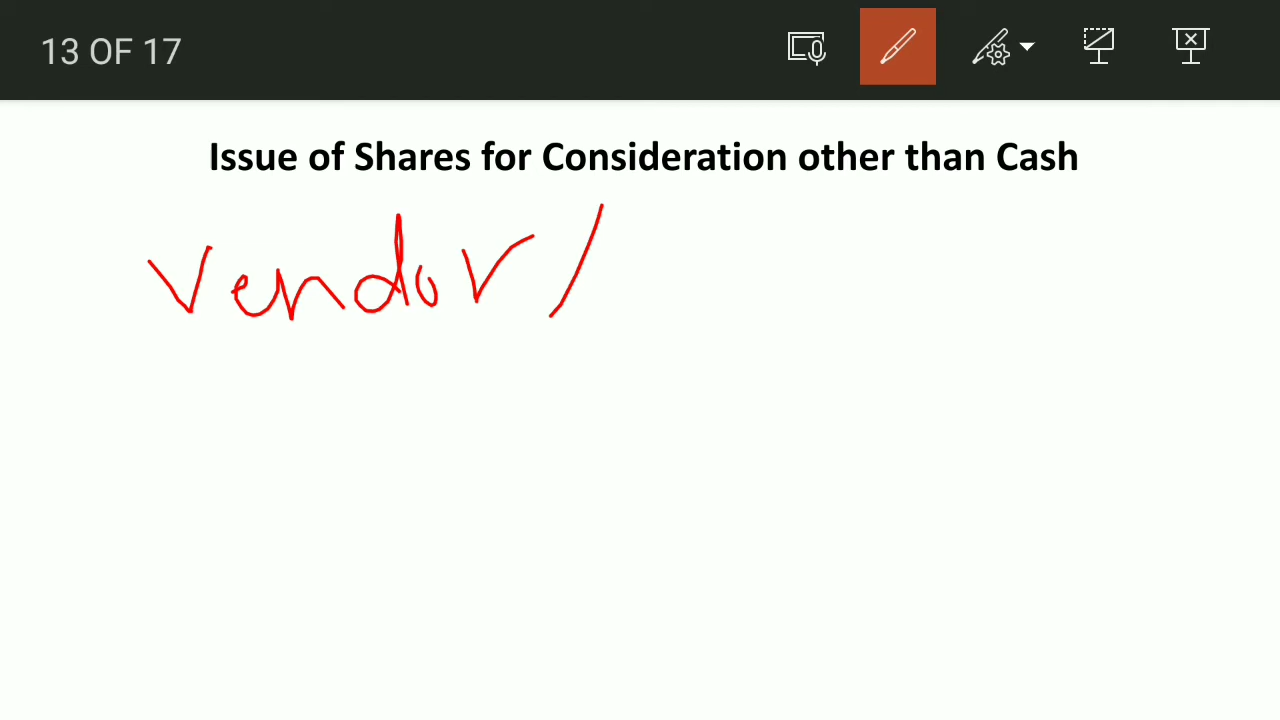 13 OF 17
Issue of Shares for Consideration other than Cash
Vendor /